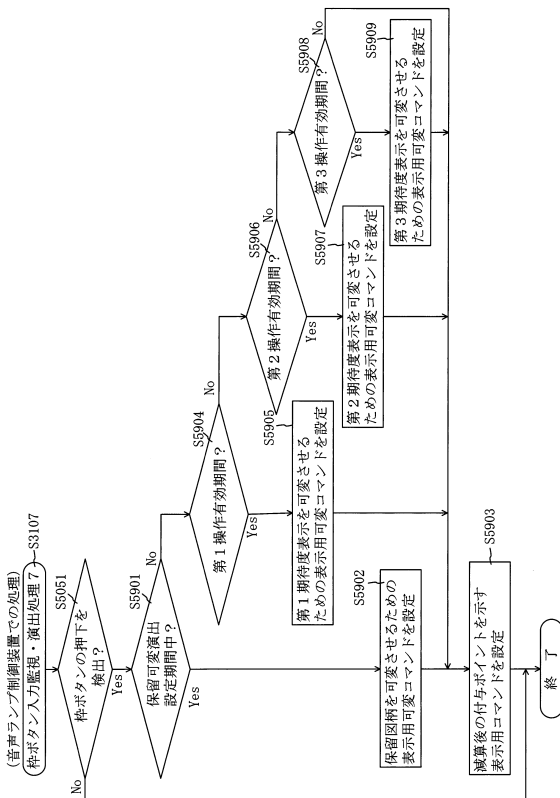 (音声ランプ制御装置での処理)
枠ボタン入力監視・演出処理7
S3107
枠ボタンの押下を
検出?
S5051
No
Yes
保留可変演出
設定期間中?
S5901
No
Yes
第1操作有効期間?
S5904
No
Yes
第2操作有効期間?
S5906
No
Yes
第3操作有効期間?
S5908
No
Yes
第1期待度表示を可変させる
ための表示用可変コマンドを設定
S5905
第2期待度表示を可変させる
ための表示用可変コマンドを設定
S5907
第3期待度表示を可変させる
ための表示用可変コマンドを設定
S5909
保留図柄を可変させるための
表示用可変コマンドを設定
S5902
減算後の付与ポイントを示す
表示用コマンドを設定
S5903
終了